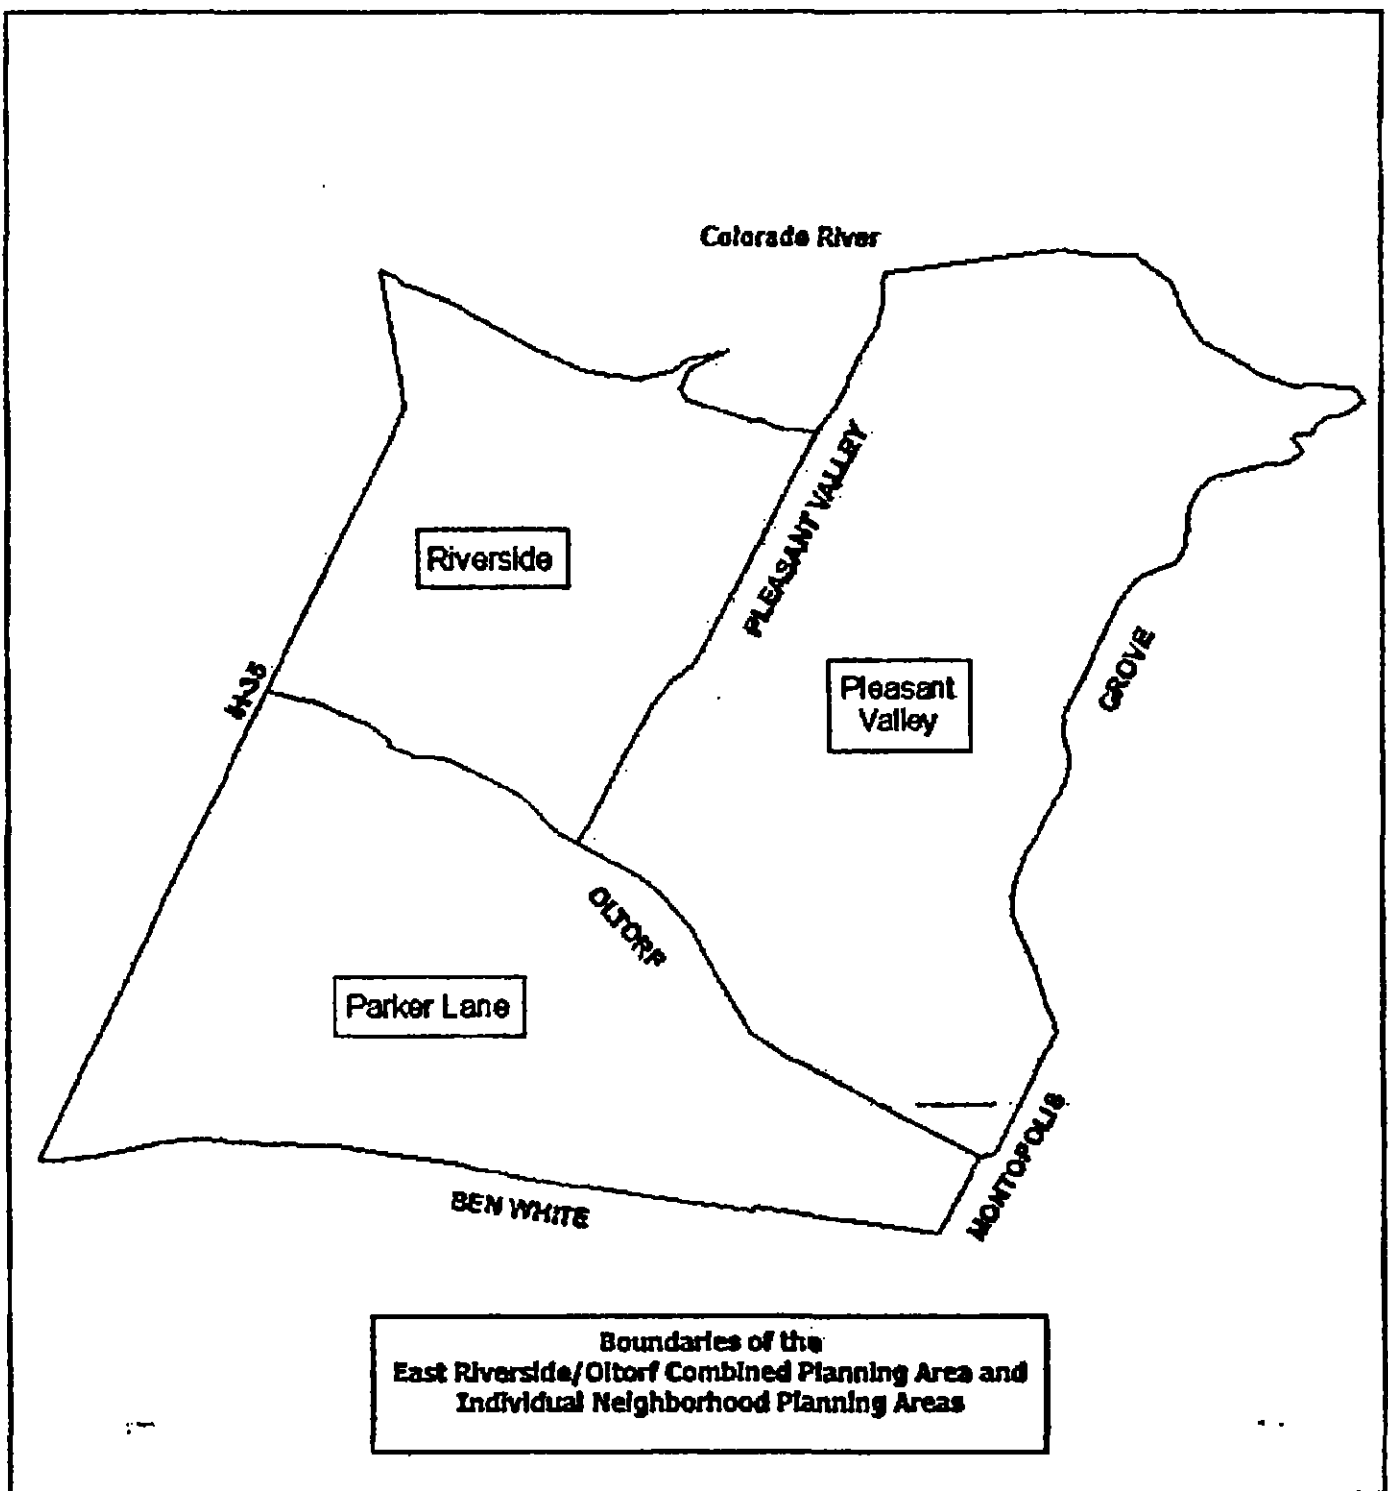 Colorado River
PLEASANT VALLEY
Riverside
GROVE
IH-35
Pleasant
Valley
OLTORF
Parker Lane
MONTOPOLIS
BEN WHITE
Boundaries of the
East Riverside/Oltorf Combined Planning Area and
Individual Neighborhood Planning Areas